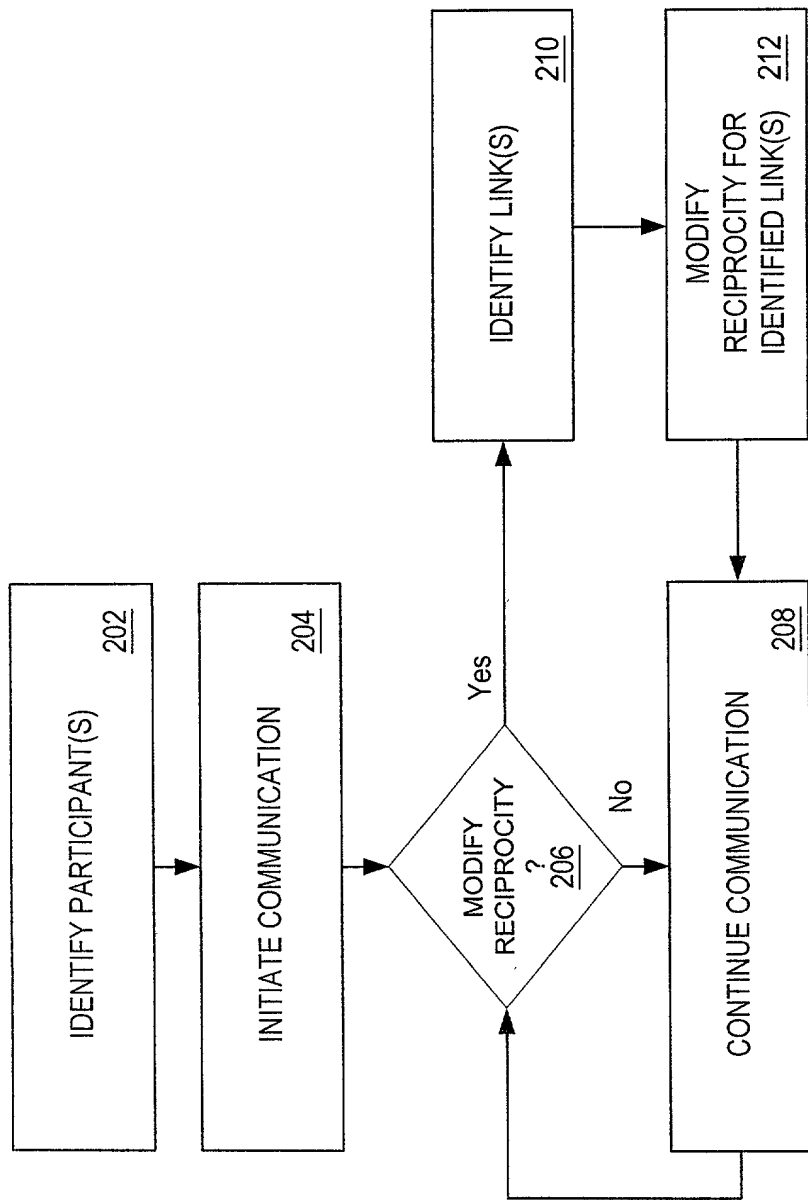 IDENTIFY PARTICIPANT(S)
202
INITIATE COMMUNICATION
204
MODIFY
RECIPROCITY
?
206
Yes
No
IDENTIFY LINK(S)
210
MODIFY
RECIPROCITY FOR
IDENTIFIED LINK(S)
212
CONTINUE COMMUNICATION
208